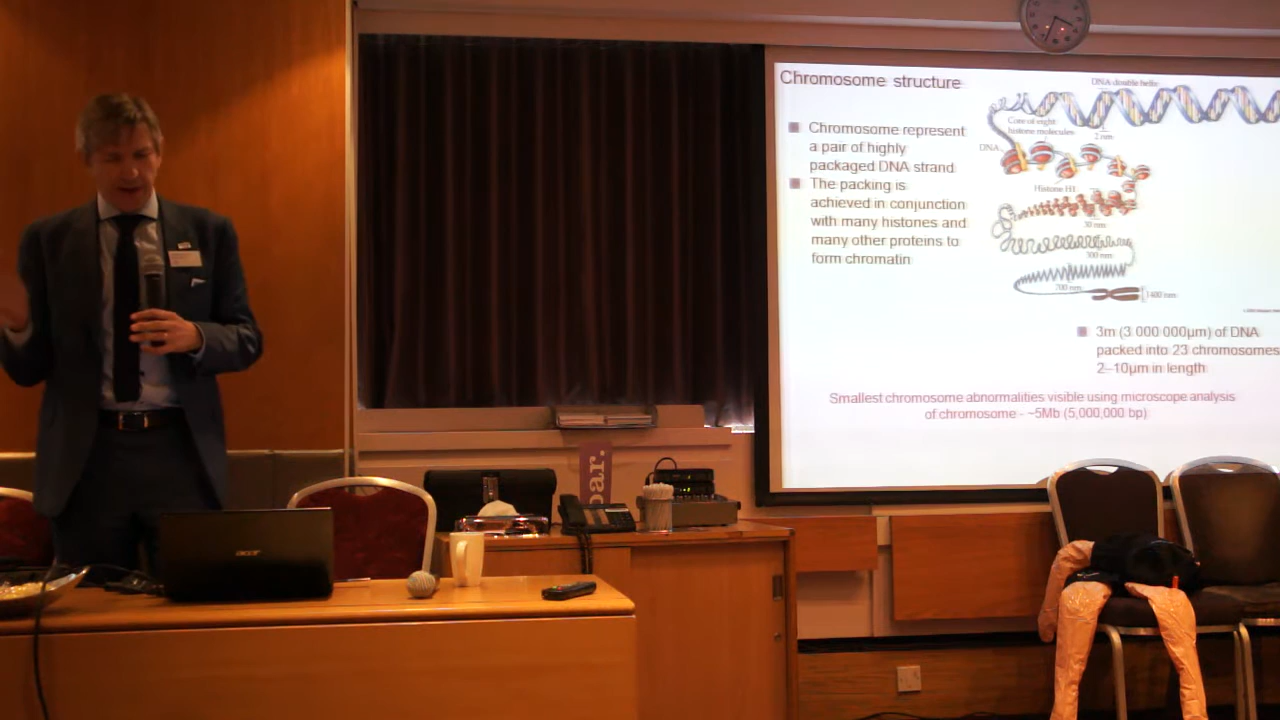 Chromosome structure
Chromosome represent
a pair of highly
packaged DNA strand
The packing is
achieved in conjunction
with many histones and
many other proteins to
form chromatin
DNA double helix
Core of eight
histone molecules
2 nm
DNA
Histone H1
30 nm
300 nm
700 nm
1400 nm
3m (3 000 000µm) of DNA
packed into 23 chromosomes
2–10µm in length
Smallest chromosome abnormalities visible using microscope analysis
of chromosome - ~5Mb (5,000,000 bp)
bar.
acer